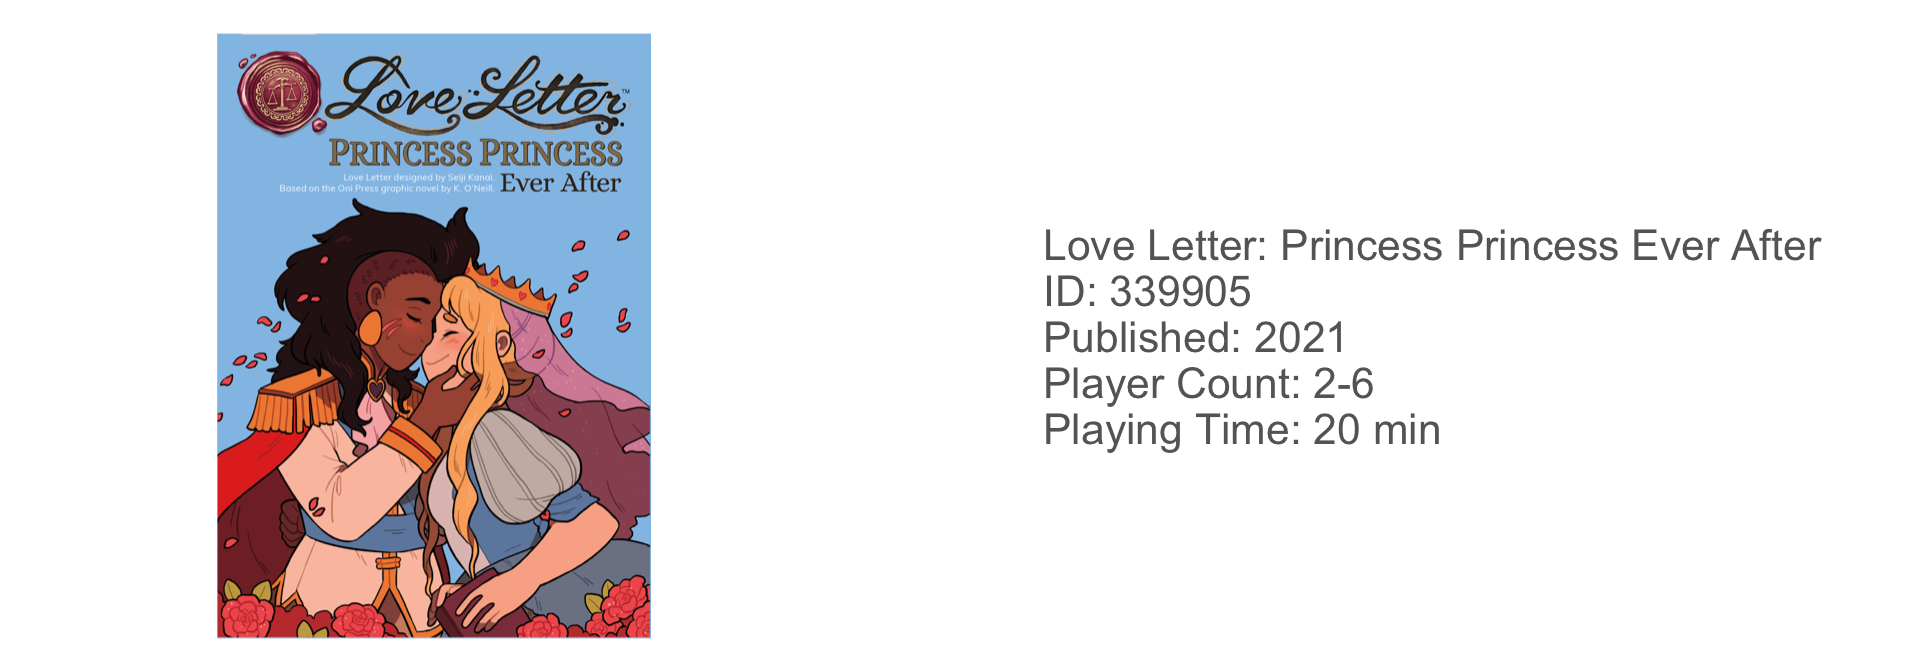 Love Letter™
PRINCESS PRINCESS
Love Letter designed by Seiji Kanai.
Based on the Oni Press graphic novel by K. O'Neill.
Ever After
Love Letter: Princess Princess Ever After
ID: 339905
Published: 2021
Player Count: 2-6
Playing Time: 20 min